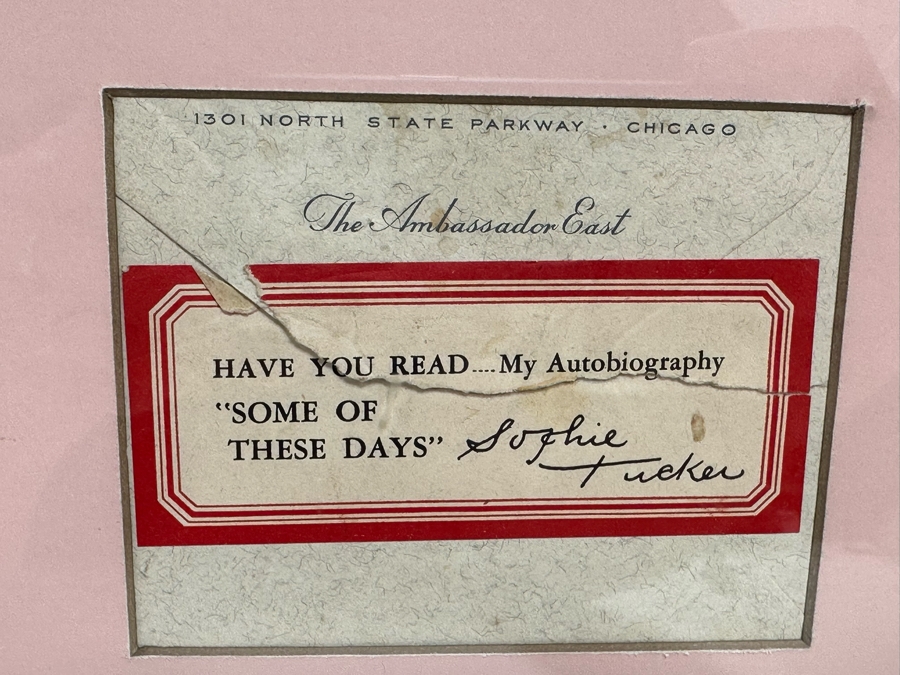 1301 NORTH STATE PARKWAY · CHICAGO
The Ambassador East
HAVE YOU READ....My Autobiography
"SOME OF
THESE DAYS" Sophie
Tucker